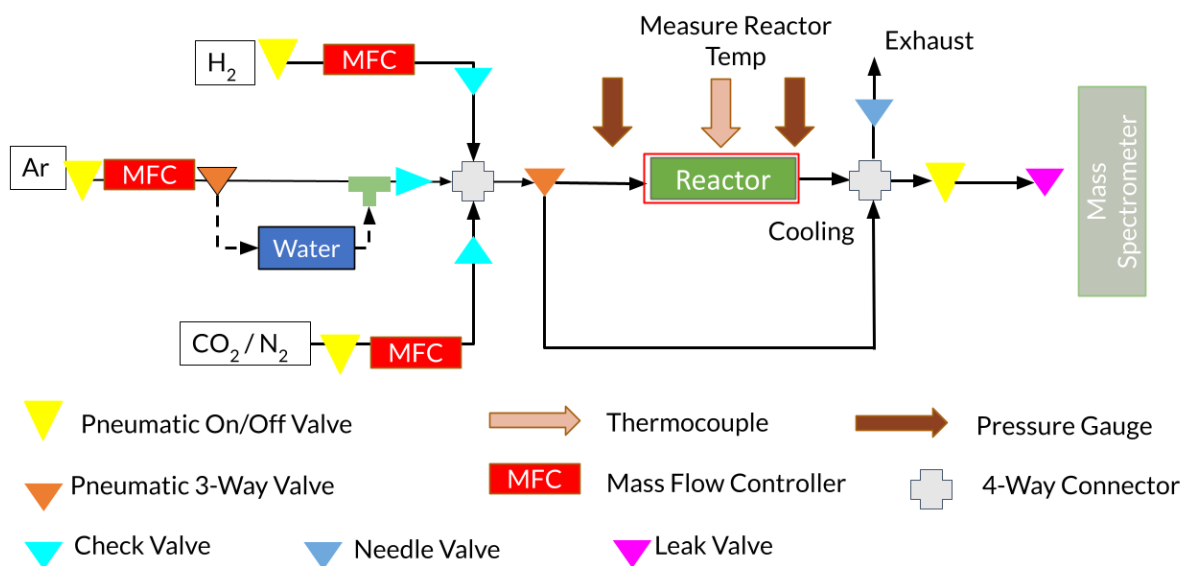 Measure Reactor
Temp
Exhaust
H2
MFC
Ar
MFC
Reactor
Mass
Spectrometer
Water
Cooling
CO2 / N2
MFC
Pneumatic On/Off Valve
Thermocouple
Pressure Gauge
Pneumatic 3-Way Valve
MFC
Mass Flow Controller
4-Way Connector
Check Valve
Needle Valve
Leak Valve